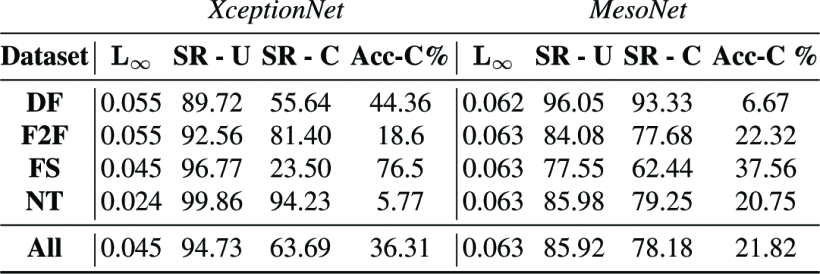 XceptionNet MesoNet
Dataset L∞ SR - U SR - C Acc-C% L∞ SR - U SR - C Acc-C %
DF 0.055 89.72 55.64 44.36 0.062 96.05 93.33 6.67
F2F 0.055 92.56 81.40 18.6 0.063 84.08 77.68 22.32
FS 0.045 96.77 23.50 76.5 0.063 77.55 62.44 37.56
NT 0.024 99.86 94.23 5.77 0.063 85.98 79.25 20.75
All 0.045 94.73 63.69 36.31 0.063 85.92 78.18 21.82